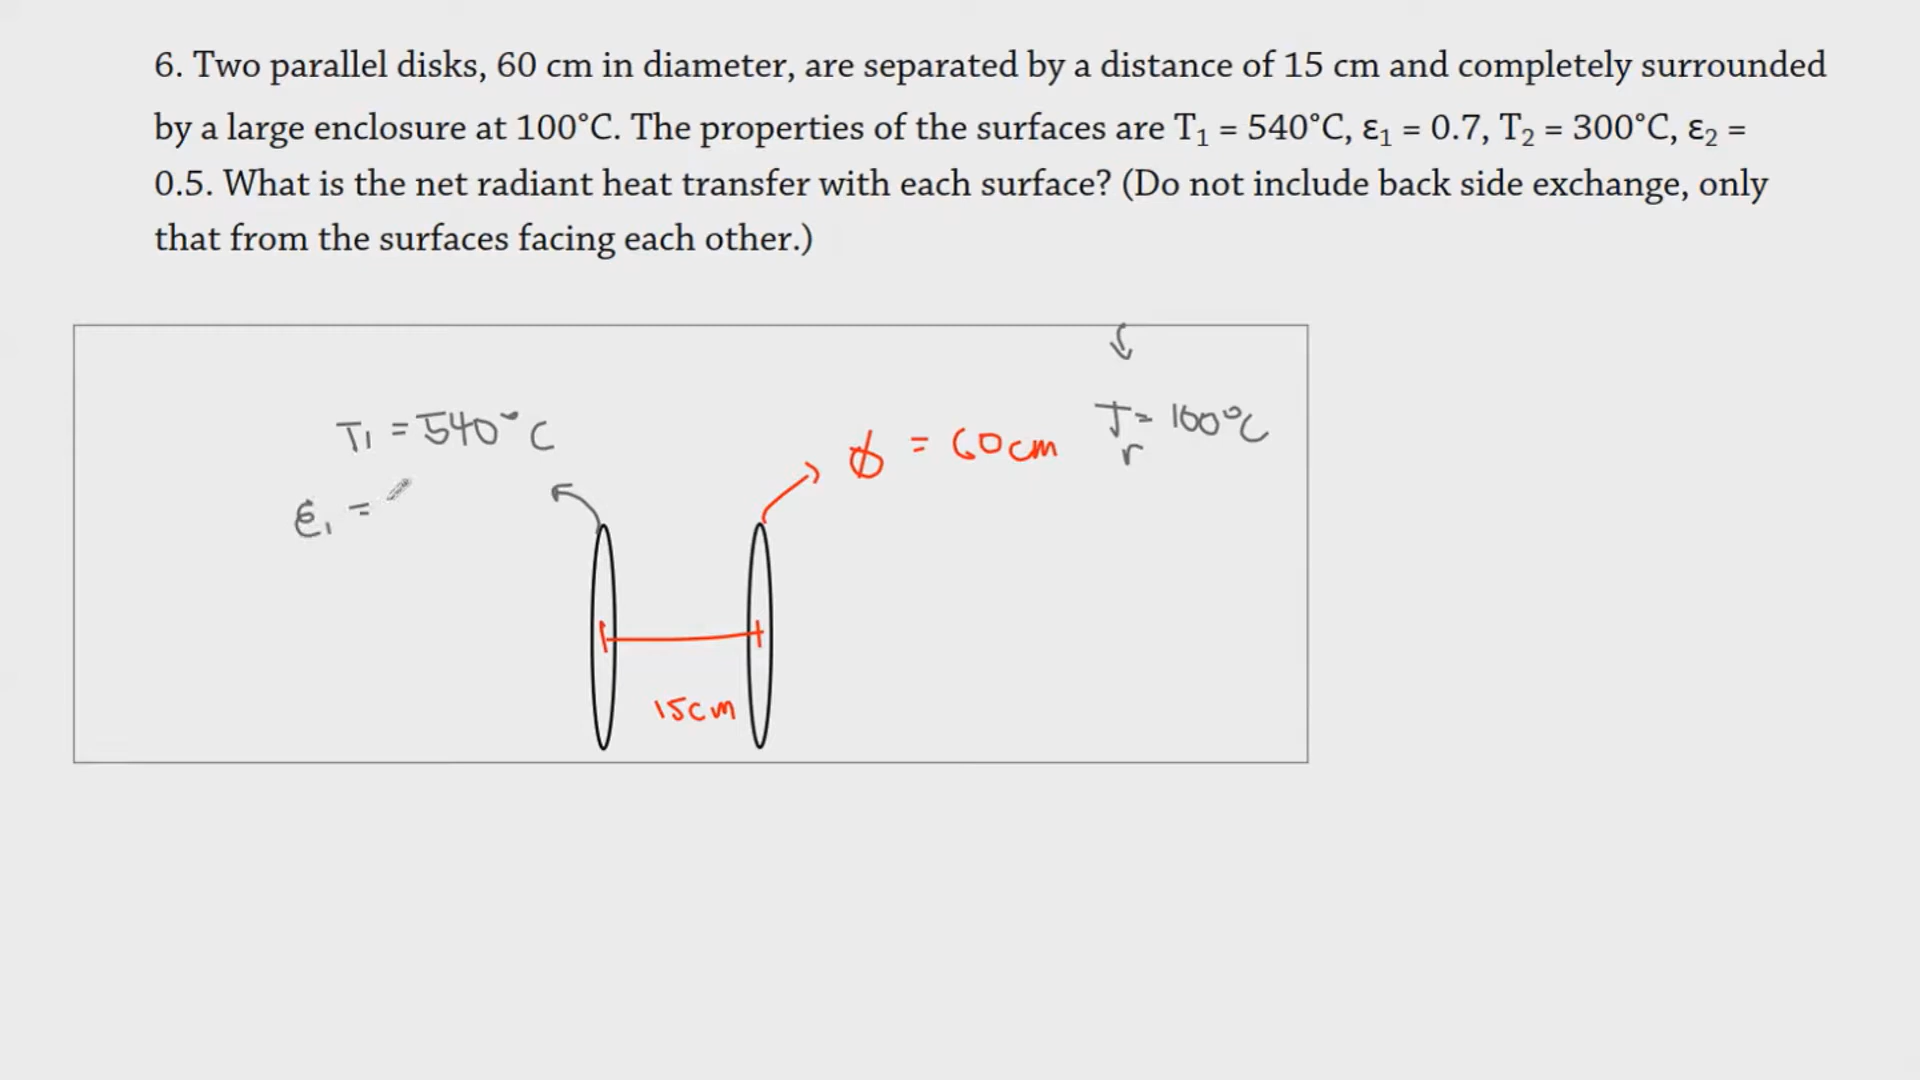 6. Two parallel disks, 60 cm in diameter, are separated by a distance of 15 cm and completely surrounded
by a large enclosure at 100°C. The properties of the surfaces are T₁ = 540°C, ε₁ = 0.7, T₂ = 300°C, ε₂ =
0.5. What is the net radiant heat transfer with each surface? (Do not include back side exchange, only
that from the surfaces facing each other.)
T₁ = 540°C
ϕ = 60cm
Tr = 100°C
ε₁ =
15cm